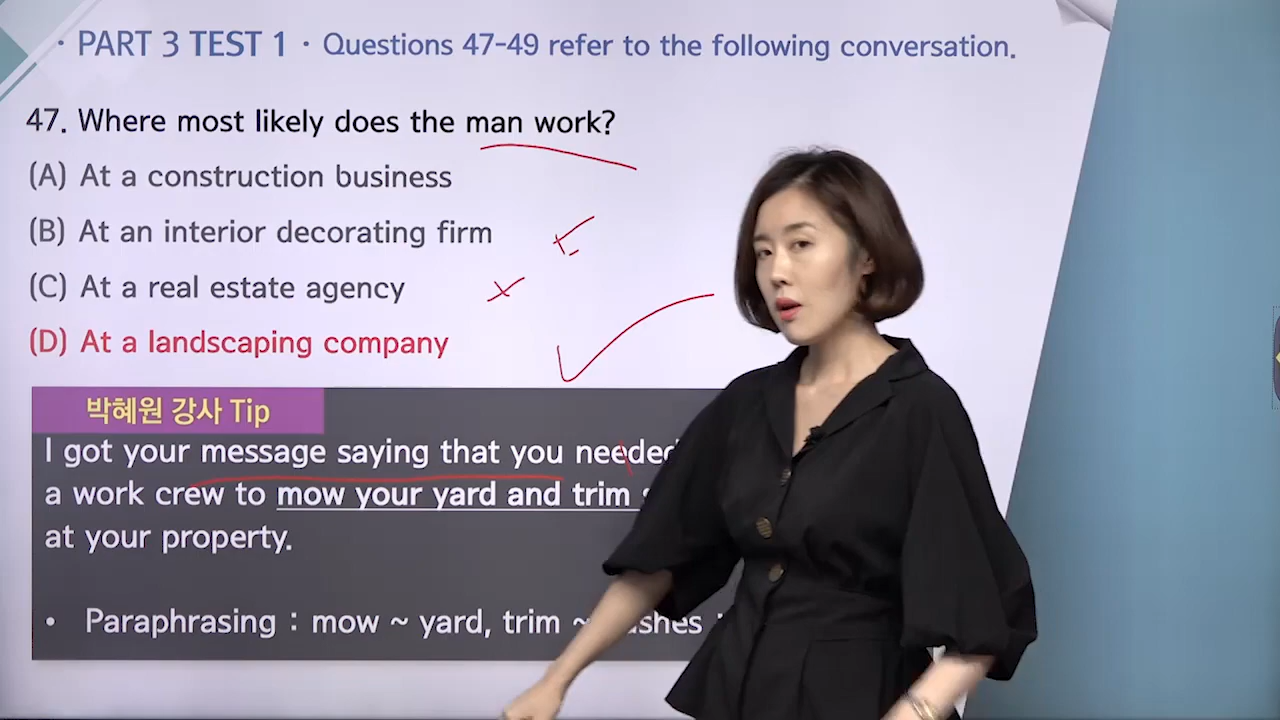 · PART 3 TEST 1 · Questions 47-49 refer to the following conversation.
47. Where most likely does the man work?
(A) At a construction business
(B) At an interior decorating firm
(C) At a real estate agency
(D) At a landscaping company
박혜원 강사 Tip
I got your message saying that you needed
a work crew to mow your yard and trim
at your property.
• Paraphrasing : mow ~ yard, trim ~